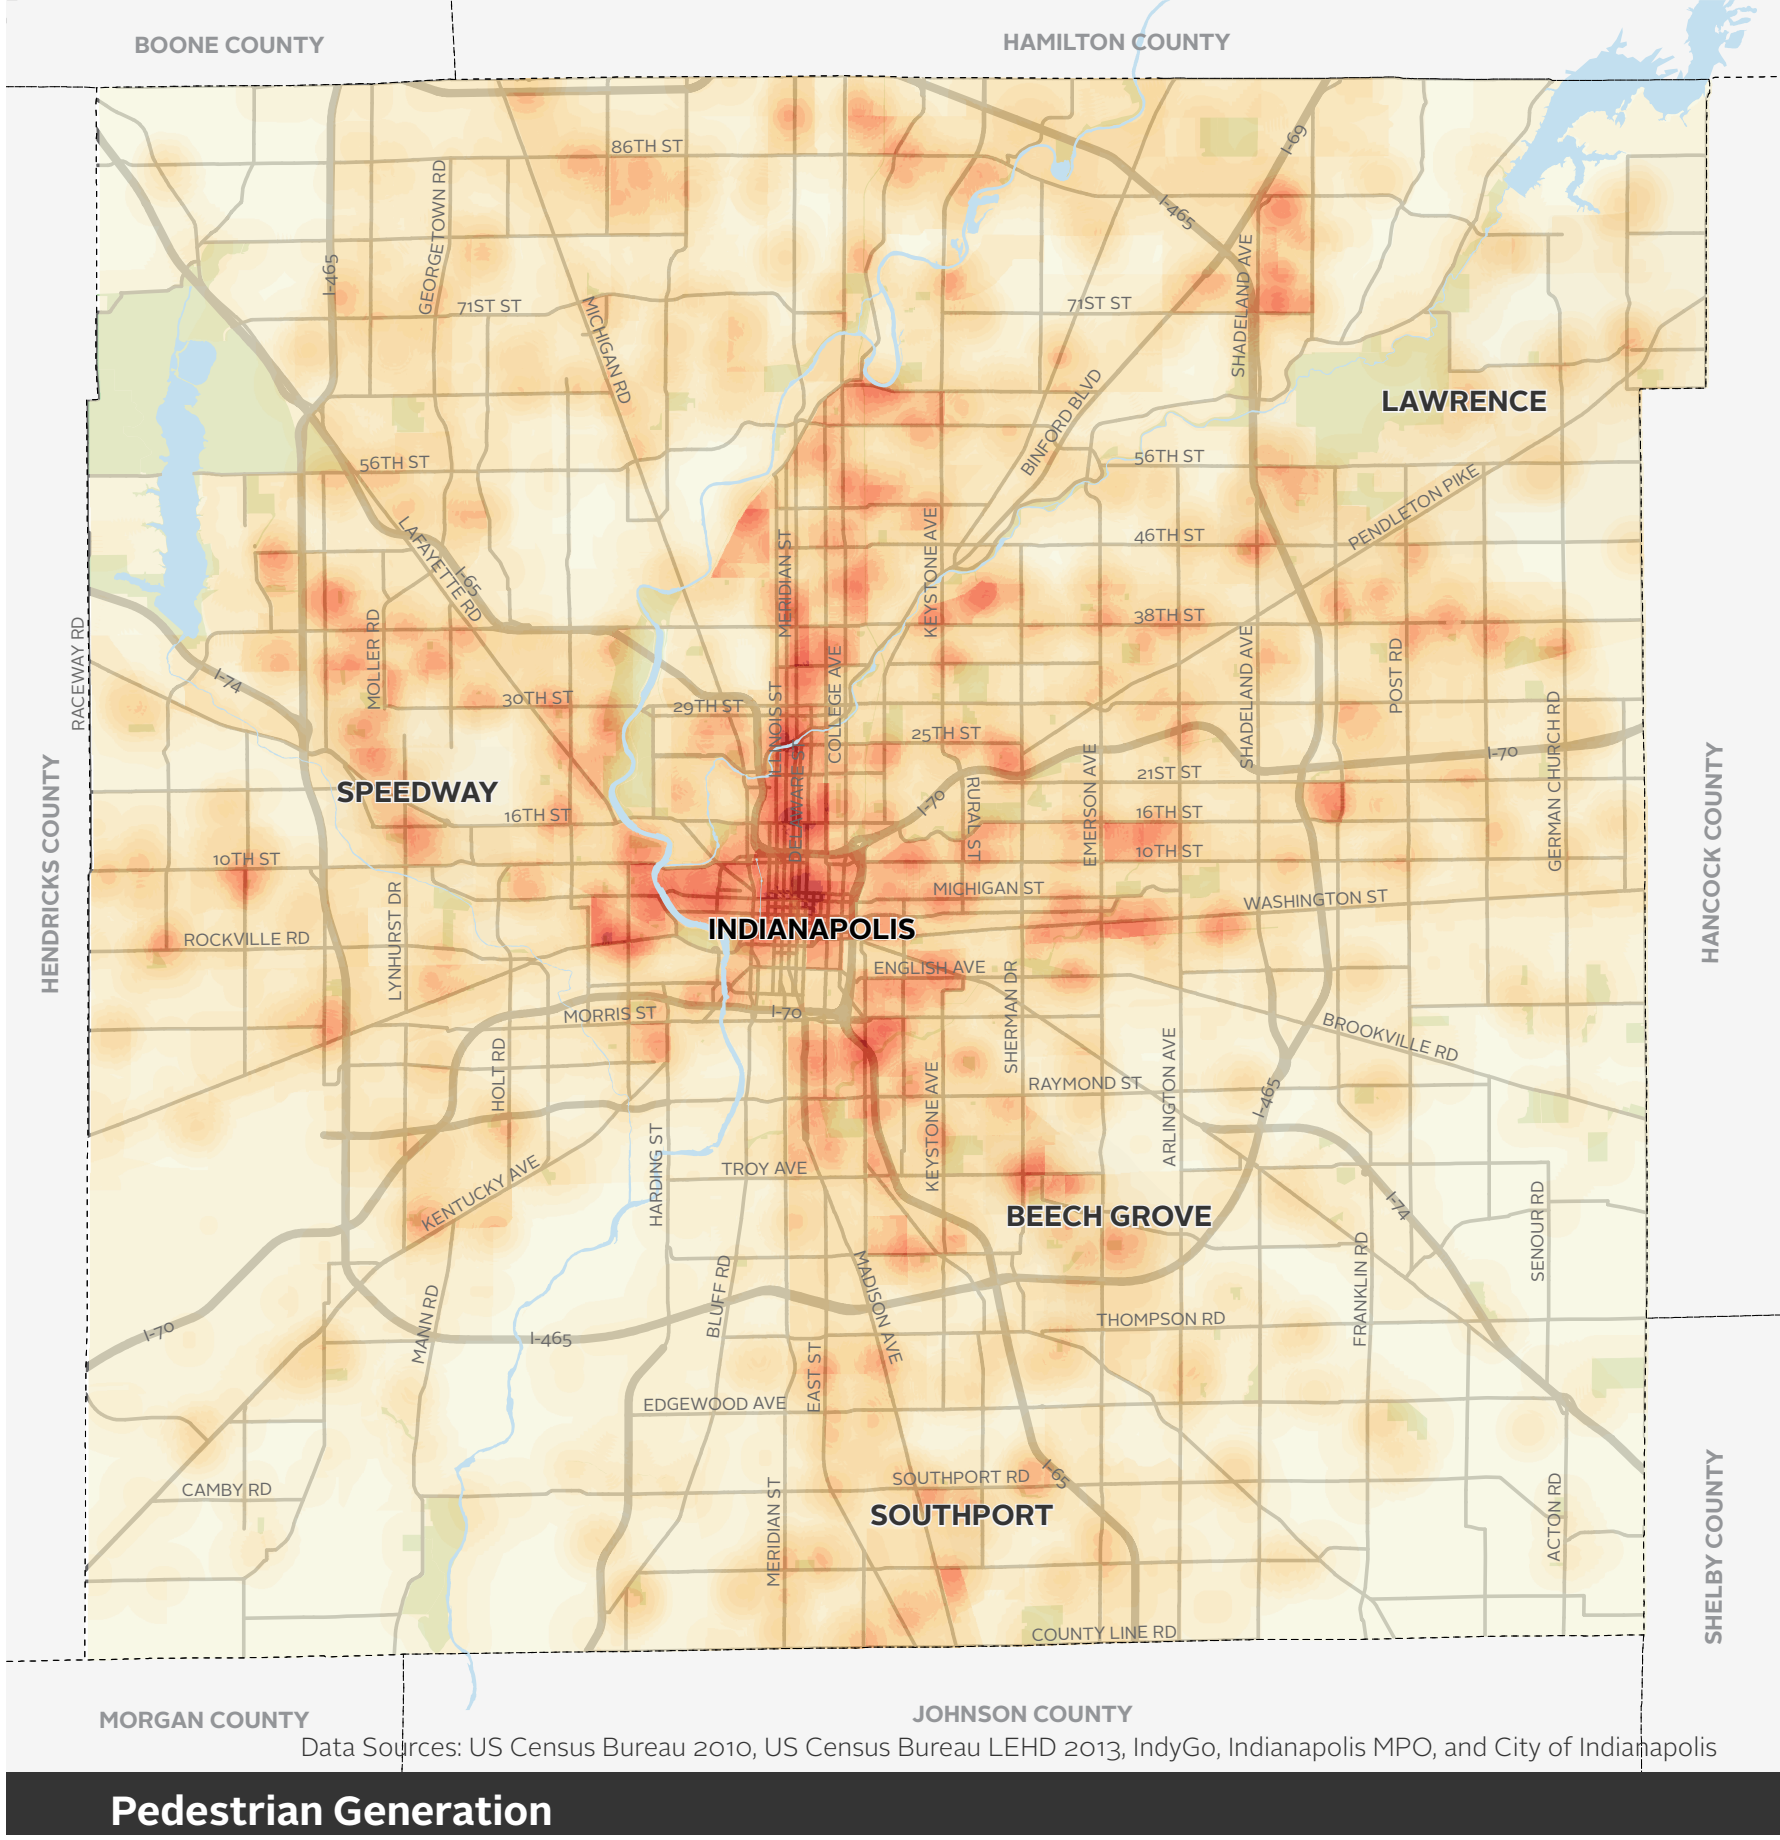 BOONE COUNTY
HAMILTON COUNTY
86TH ST
I-69
GEORGETOWN RD
I-465
I-465
SHADELAND AVE
71ST ST
MICHIGAN RD
71ST ST
BINFORD BLVD
LAWRENCE
56TH ST
56TH ST
PENDLETON PIKE
LAFAYETTE RD
I-65
MERIDIAN ST
KEYSTONE AVE
46TH ST
38TH ST
RACEWAY RD
MOLLER RD
I-74
30TH ST
29TH ST
ILLINOIS ST
COLLEGE AVE
25TH ST
SHADELAND AVE
POST RD
GERMAN CHURCH RD
I-70
21ST ST
SPEEDWAY
16TH ST
DELAWARE ST
I-70
RURAL ST
EMERSON AVE
16TH ST
10TH ST
10TH ST
HENDRICKS COUNTY
HANCOCK COUNTY
MICHIGAN ST
WASHINGTON ST
LYNHURST DR
INDIANAPOLIS
ROCKVILLE RD
ENGLISH AVE
SHERMAN DR
MORRIS ST
I-70
BROOKVILLE RD
HOLT RD
KEYSTONE AVE
RAYMOND ST
ARLINGTON AVE
I-465
HARDING ST
TROY AVE
KENTUCKY AVE
BEECH GROVE
I-74
SENOUR RD
FRANKLIN RD
MANN RD
BLUFF RD
MADISON AVE
I-70
I-465
THOMPSON RD
EAST ST
EDGEWOOD AVE
SOUTHPORT RD
I-65
CAMBY RD
SOUTHPORT
MERIDIAN ST
ACTON RD
SHELBY COUNTY
COUNTY LINE RD
MORGAN COUNTY
JOHNSON COUNTY
Data Sources: US Census Bureau 2010, US Census Bureau LEHD 2013, IndyGo, Indianapolis MPO, and City of Indianapolis
Pedestrian Generation